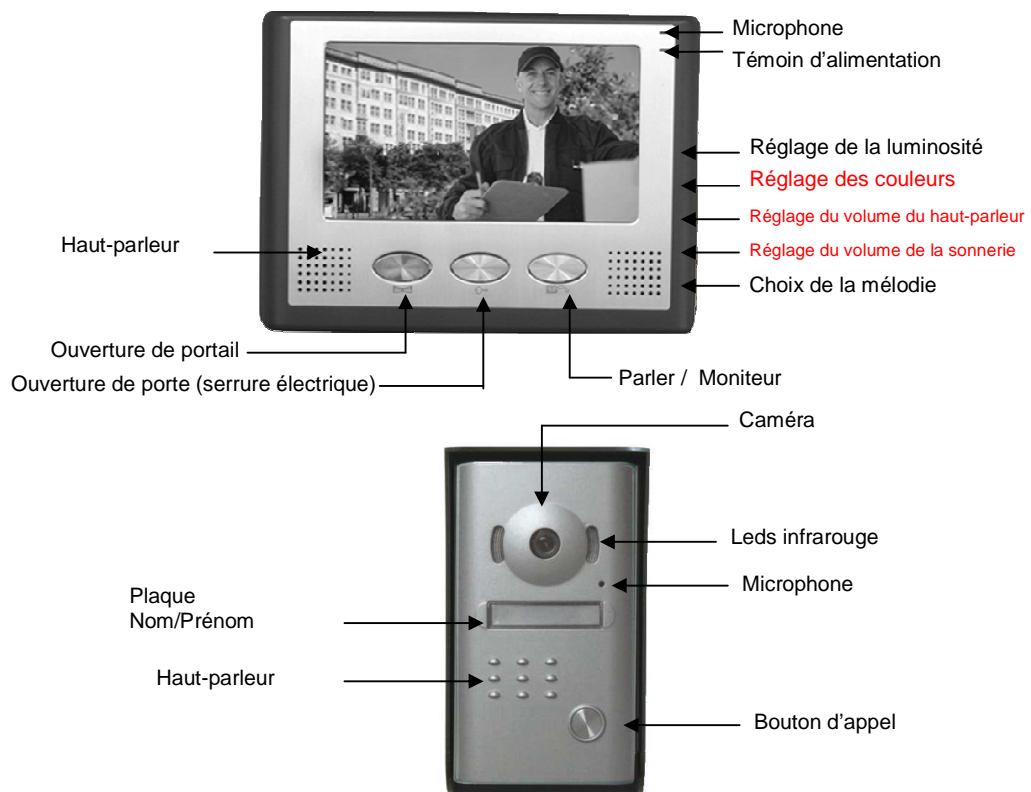 Microphone
Témoin d'alimentation
Réglage de la luminosité
Réglage des couleurs
Réglage du volume du haut-parleur
Haut-parleur
Réglage du volume de la sonnerie
Choix de la mélodie
Ouverture de portail
Ouverture de porte (serrure électrique)
Parler / Moniteur
Caméra
Leds infrarouge
Microphone
Plaque
Nom/Prénom
Haut-parleur
Bouton d'appel